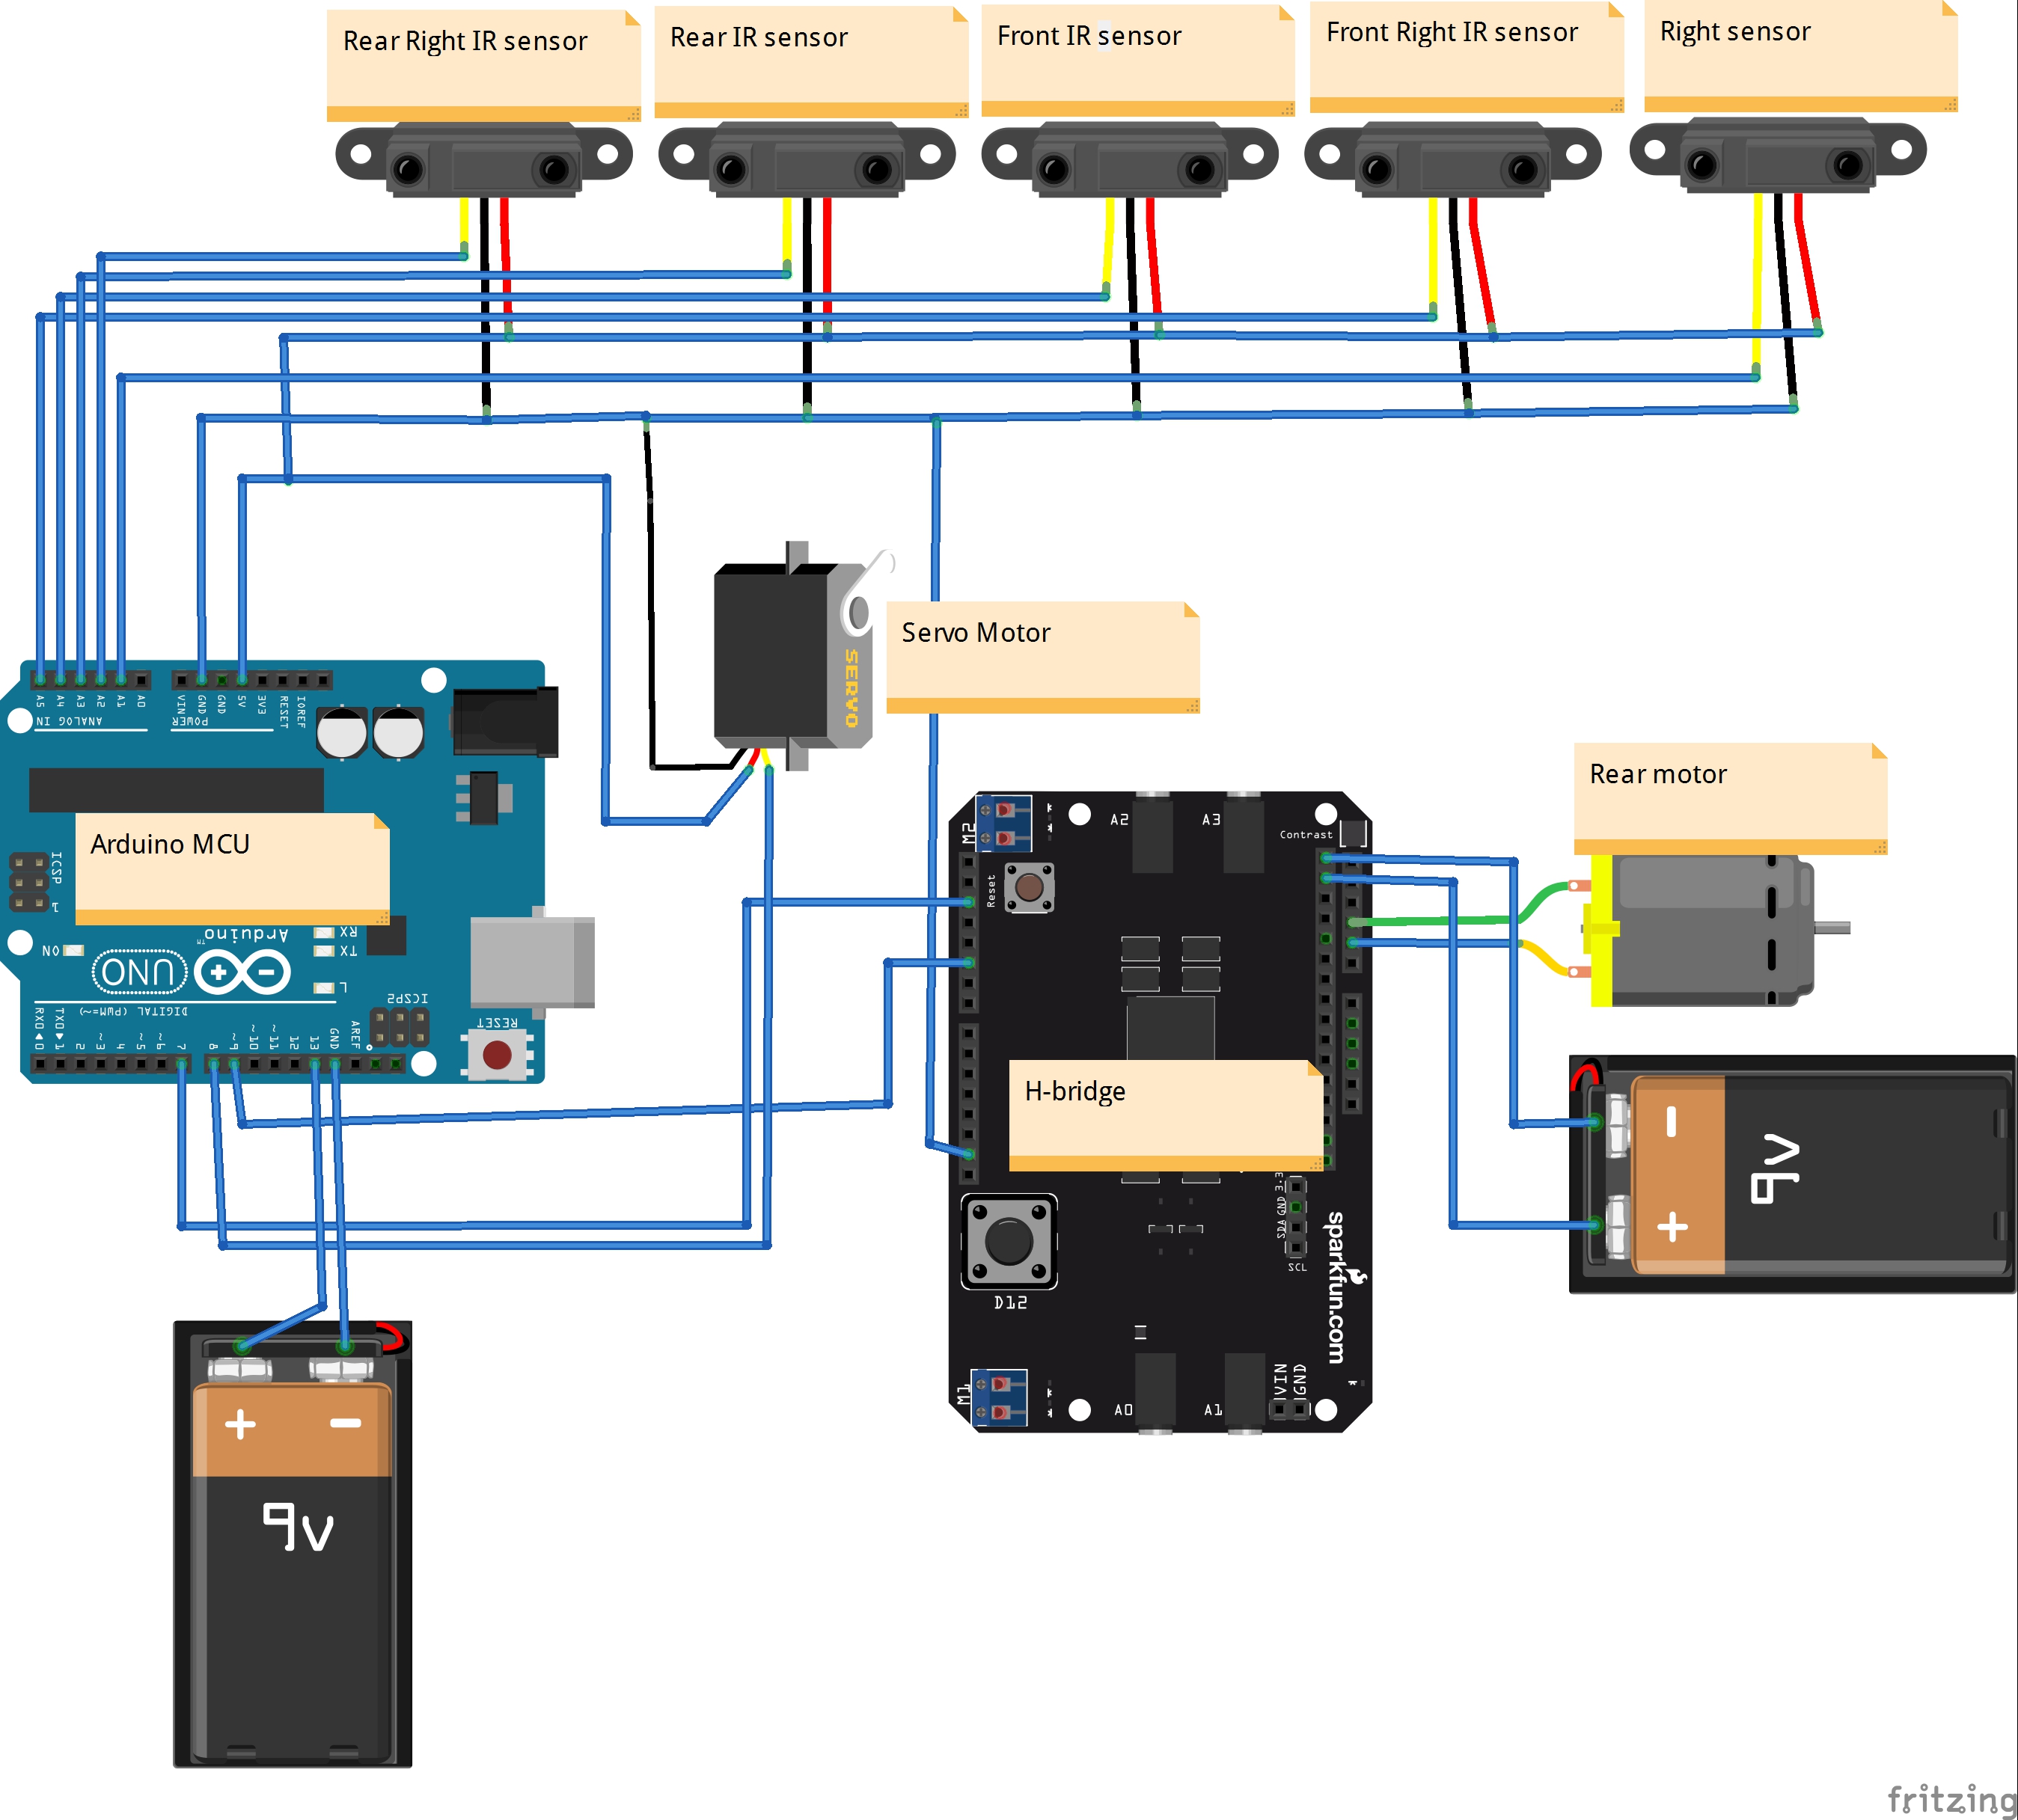 Rear Right IR sensor
Rear IR sensor
Front IR sensor
Front Right IR sensor
Right sensor
SERVO
Servo Motor
A5
A4
A3
A2
A1
A0
ANALOG IN
VIN
GND
GND
5V
3V3
RESET
IOREF
POWER
Arduino MCU
ICSP
1
ON
UNO
Arduino
TM
RX
TX
L
ICSP2
RESET
DIGITAL (PWM=~)
RX0◀0
TX0▶1
2
~3
4
~5
~6
7
8
~9
~10
~11
12
13
GND
AREF
M2
A2
A3
Contrast
Reset
Rear motor
H-bridge
3.3
GND
SDA
SCL
sparkfun.com
D12
M1
A0
A1
VIN
GND
- +
9v
+ -
9v
fritzing